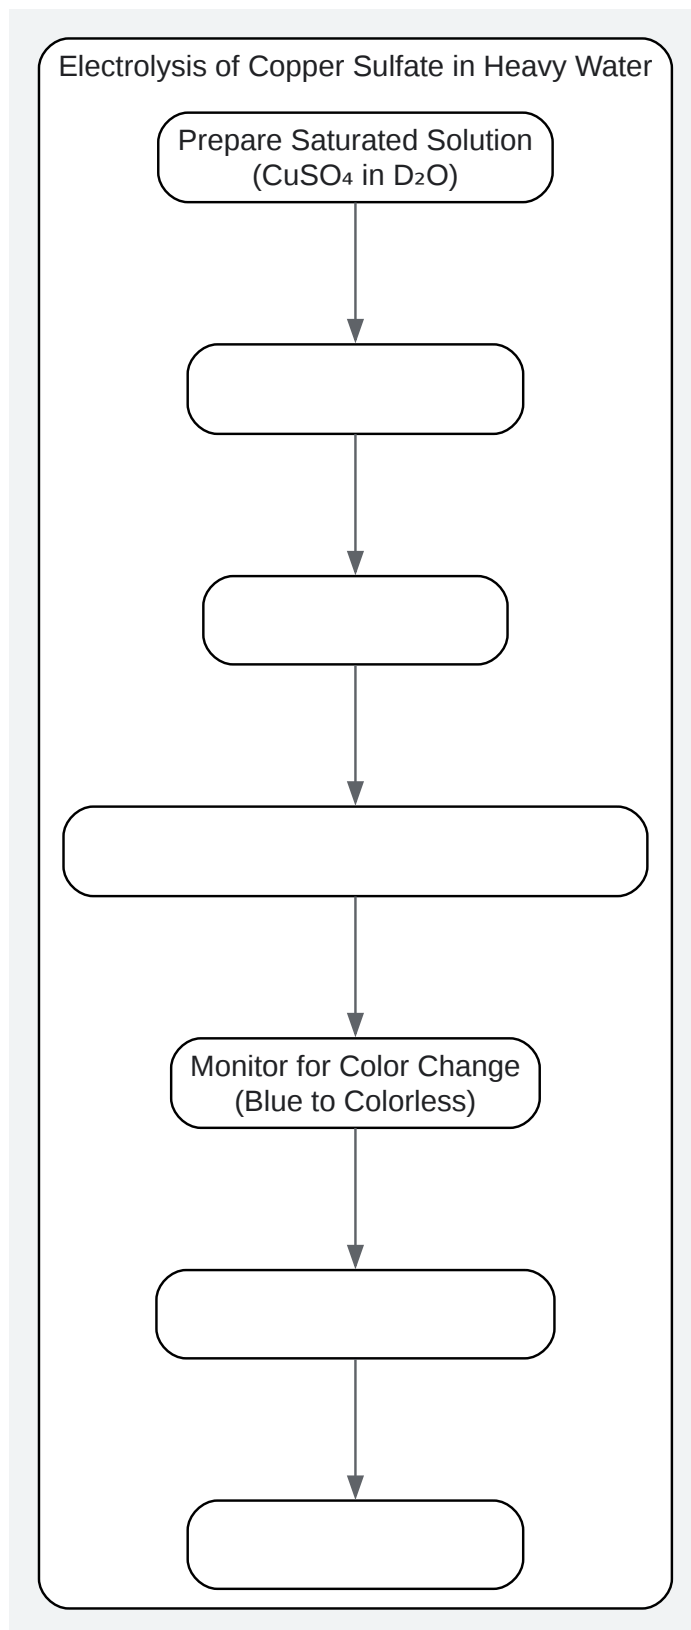 Electrolysis of Copper Sulfate in Heavy Water
Prepare Saturated Solution
(CuSO₄ in D₂O)
Monitor for Color Change
(Blue to Colorless)